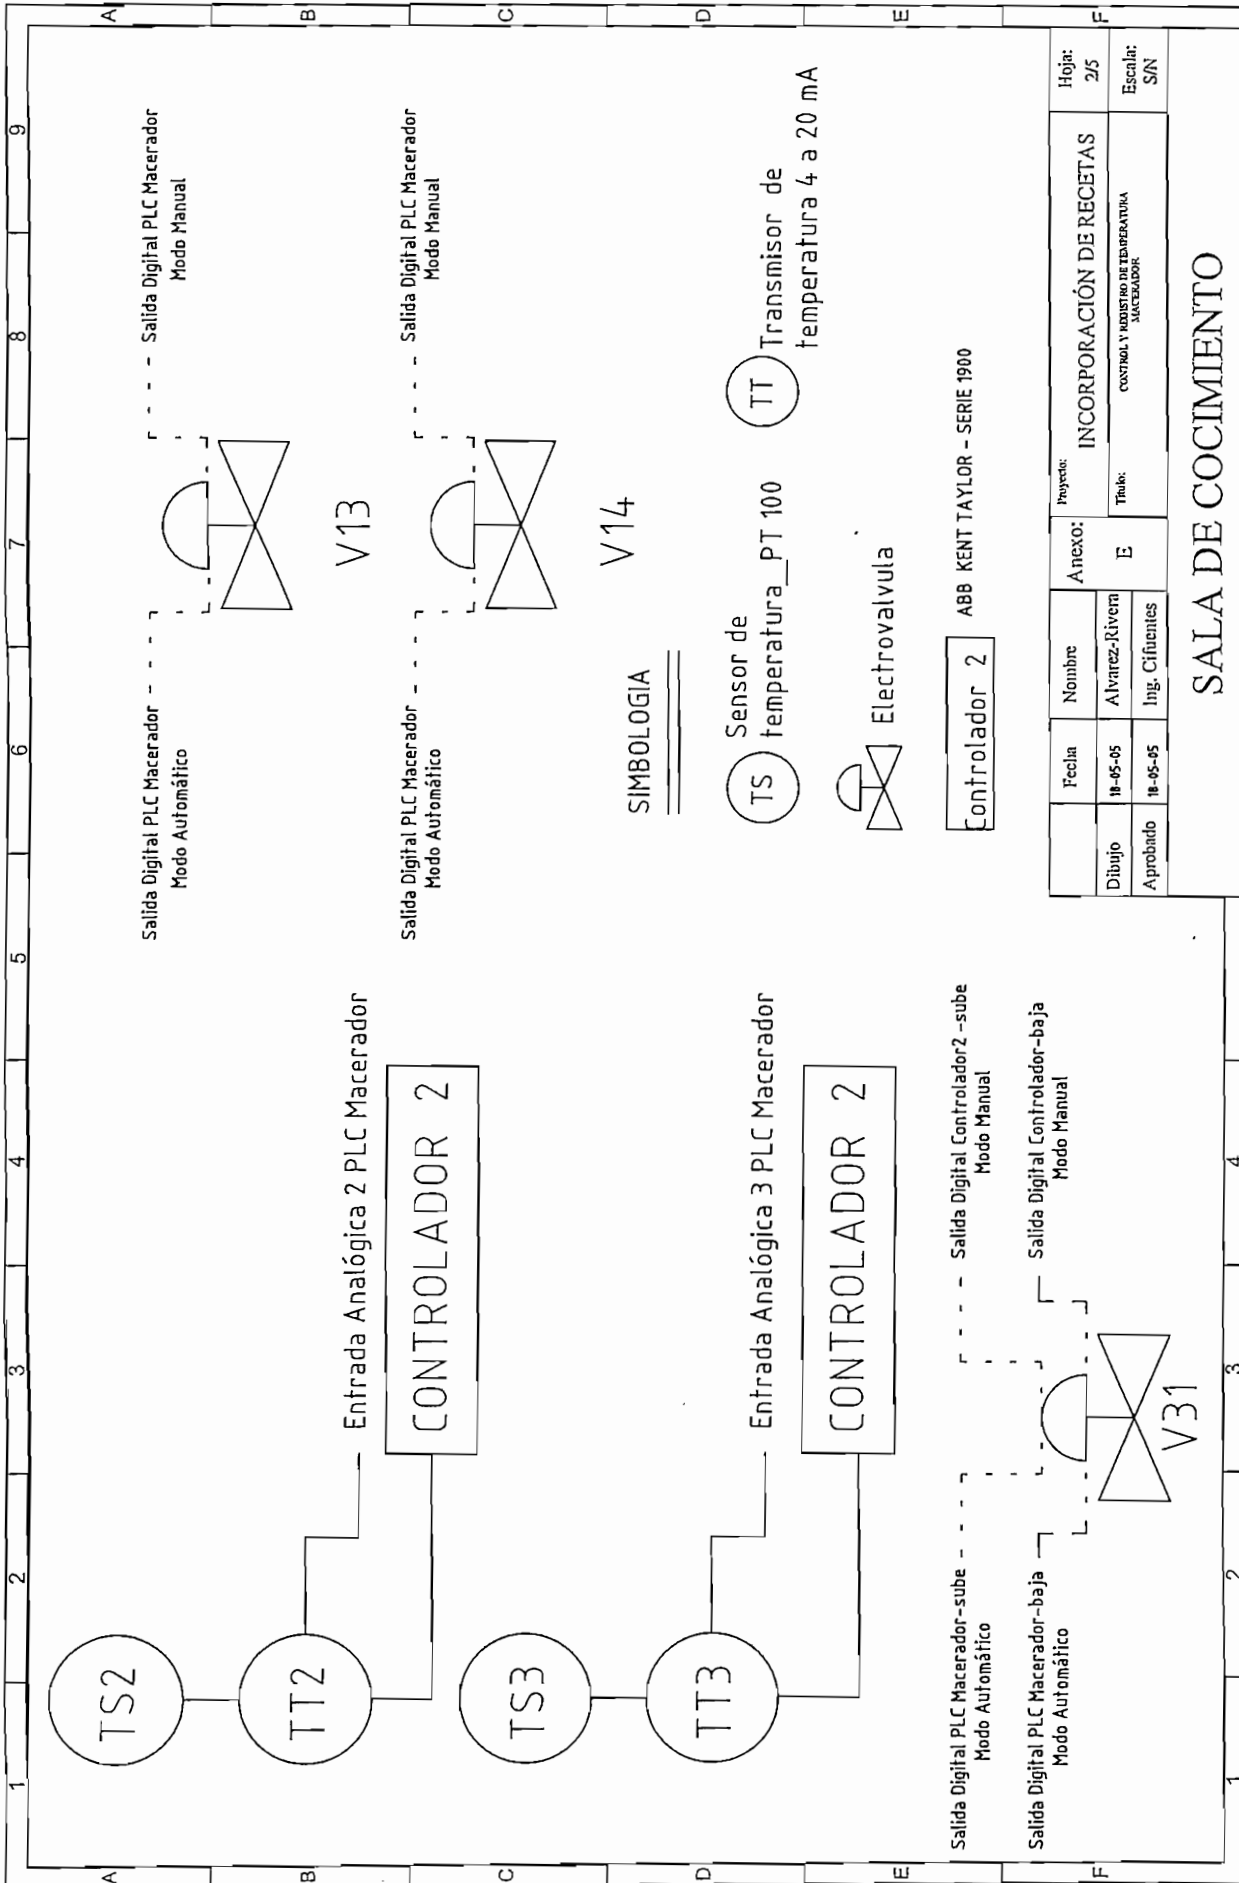 1 2 3 4 5 6 7 8 9
A
B
C
D
E
F
A
B
C
D
E
F
1 2 3 4
TS2
TT2
Entrada Analógica 2 PLC Macerador
CONTROLADOR 2
TS3
TT3
Entrada Analógica 3 PLC Macerador
CONTROLADOR 2
Salida Digital PLC Macerador-sube
Modo Automático
Salida Digital PLC Macerador-baja
Modo Automático
Salida Digital Controlador2-sube
Modo Manual
Salida Digital Controlador-baja
Modo Manual
V31
Salida Digital PLC Macerador
Modo Automático
Salida Digital PLC Macerador
Modo Manual
V13
Salida Digital PLC Macerador
Modo Automático
Salida Digital PLC Macerador
Modo Manual
V14
SIMBOLOGIA
TS
Sensor de
temperatura_PT 100
TT
Transmisor de
temperatura 4 a 20 mA
Electrovalvula
Controlador 2
ABB KENT TAYLOR - SERIE 1900
Fecha Nombre Anexo:
Dibujo 18-05-05 Alvarez-Rivera E
Aprobado 18-05-05 Ing. Cifuentes
Proyecto:
INCORPORACIÓN DE RECETAS
Hoja:
2/5
Título:
CONTROL Y REGISTRO DE TEMPERATURA
MACERADOR
Escala:
S/N
SALA DE COCIMIENTO